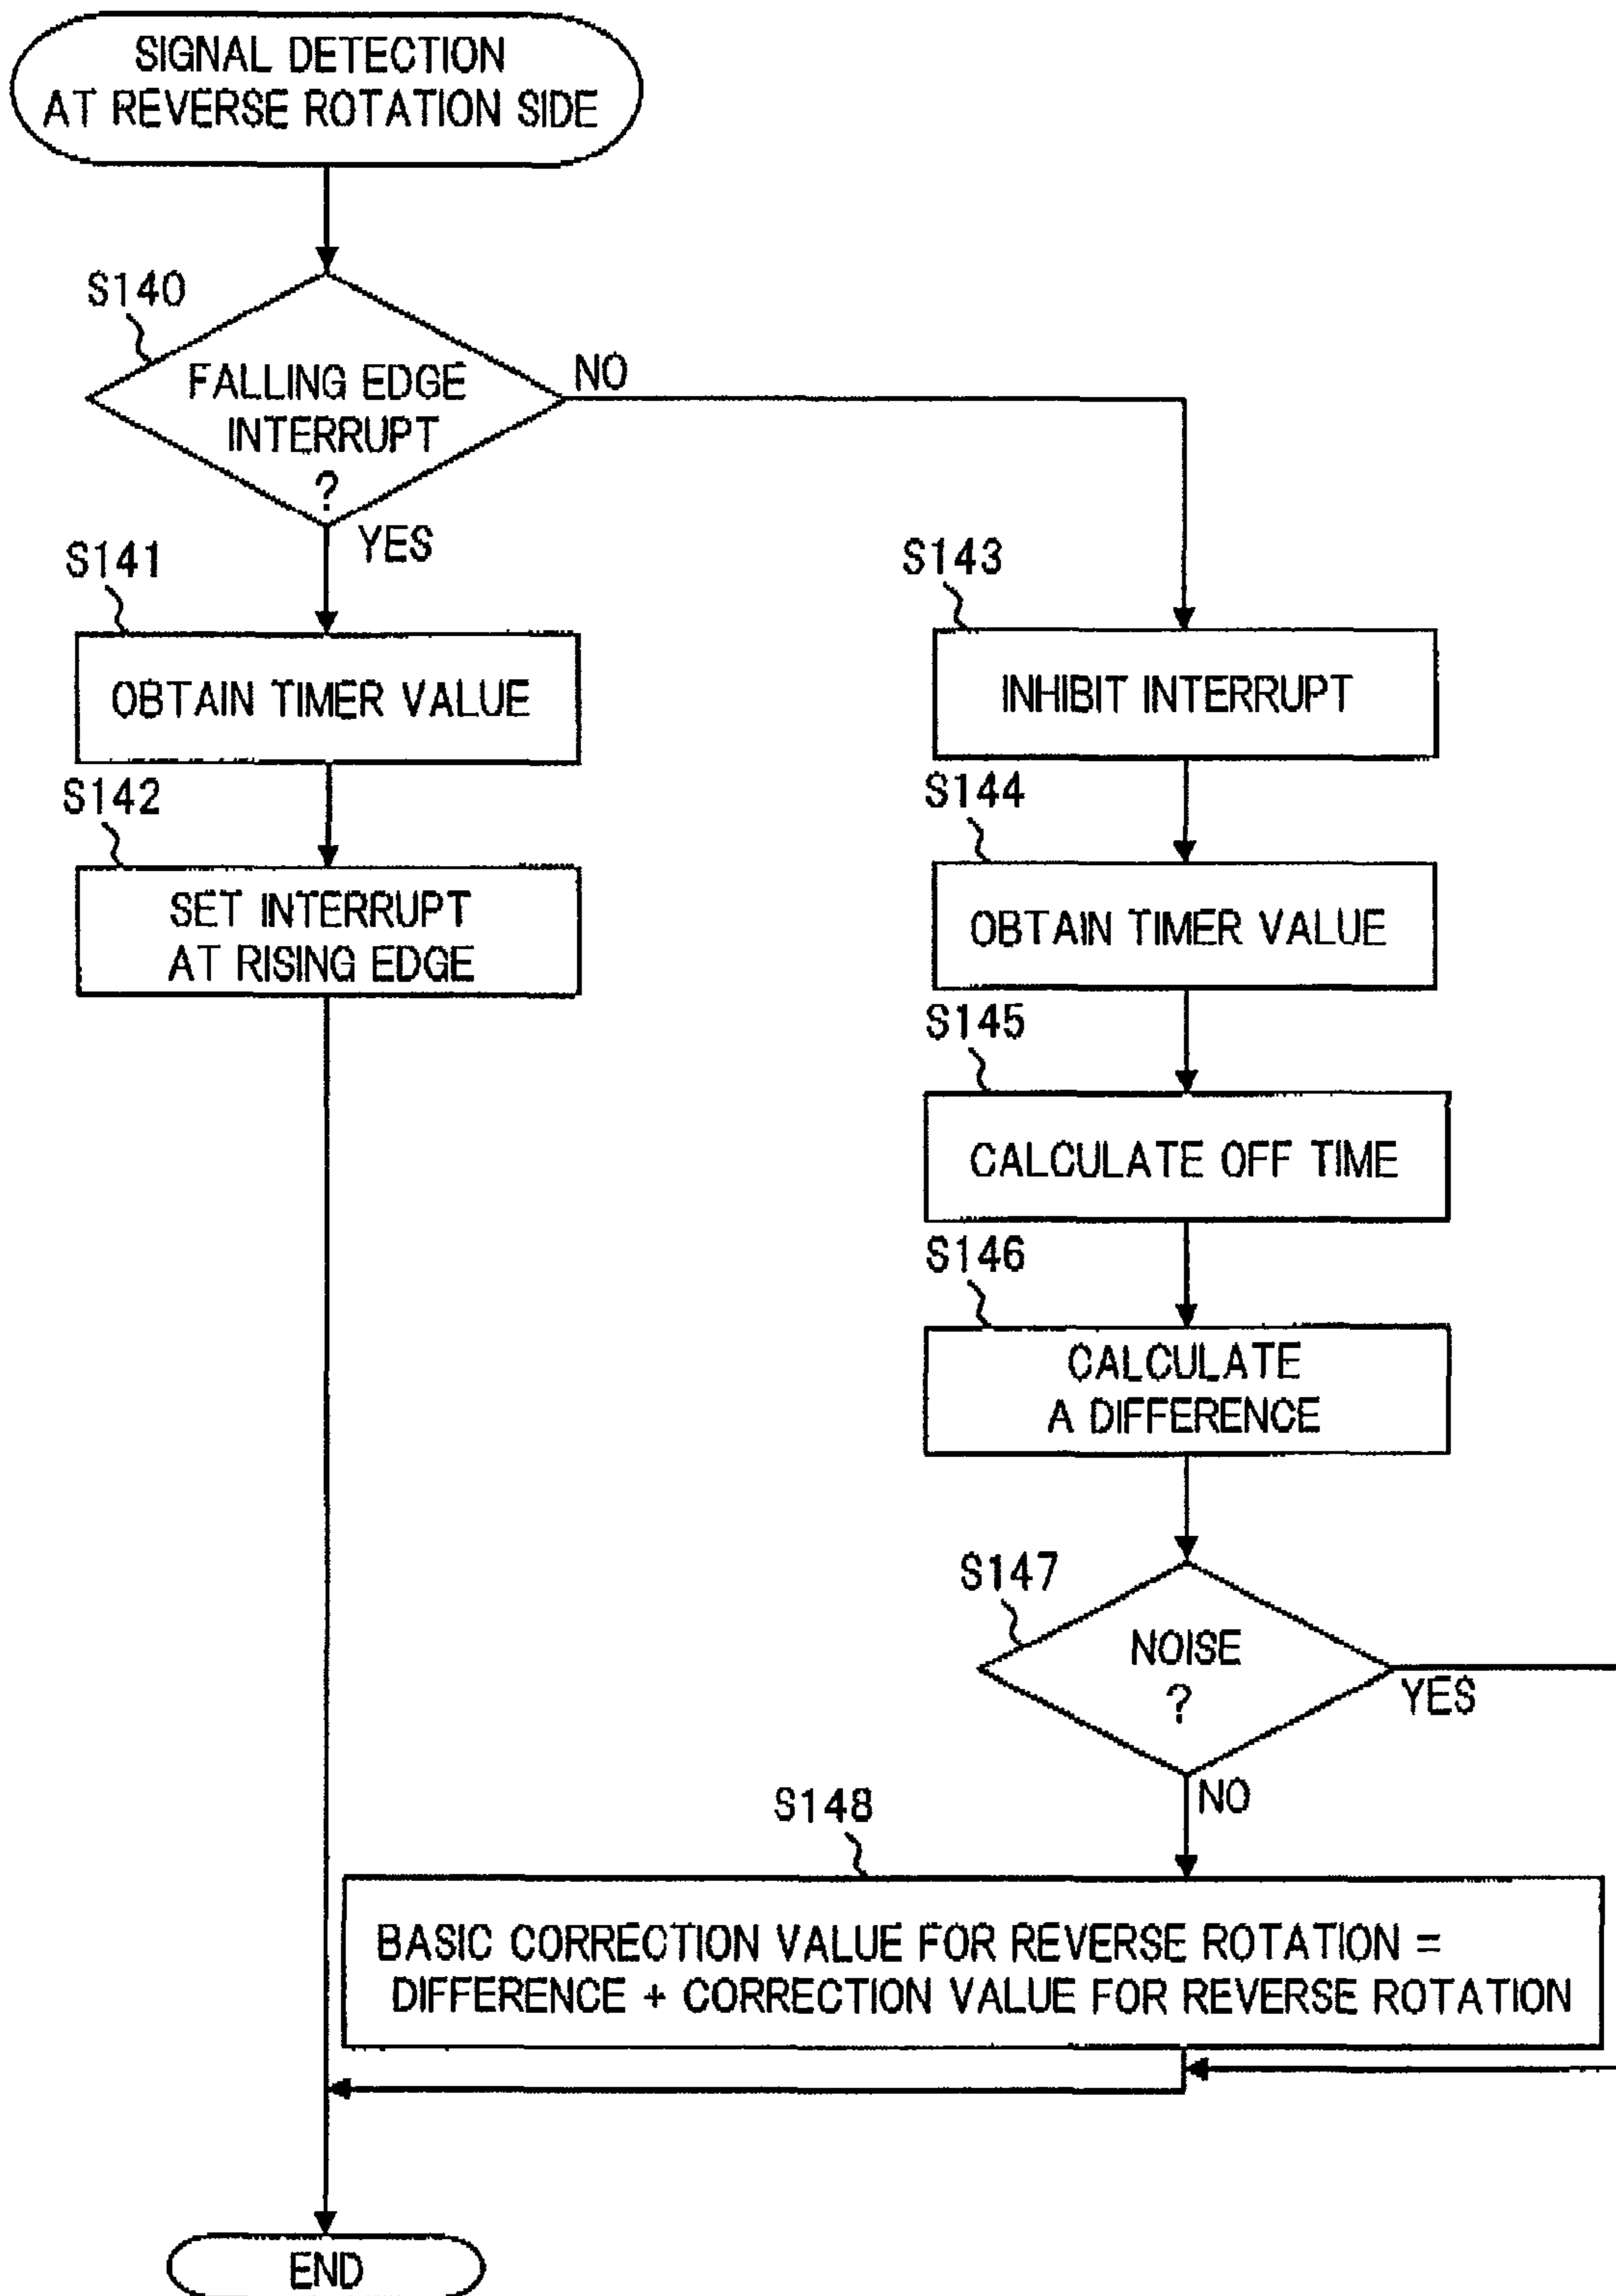 SIGNAL DETECTION
AT REVERSE ROTATION SIDE
S140
FALLING EDGE
INTERRUPT
?
NO
YES
S141
OBTAIN TIMER VALUE
S142
SET INTERRUPT
AT RISING EDGE
S143
INHIBIT INTERRUPT
S144
OBTAIN TIMER VALUE
S145
CALCULATE OFF TIME
S146
CALCULATE
A DIFFERENCE
S147
NOISE
?
YES
NO
S148
BASIC CORRECTION VALUE FOR REVERSE ROTATION =
DIFFERENCE + CORRECTION VALUE FOR REVERSE ROTATION
END